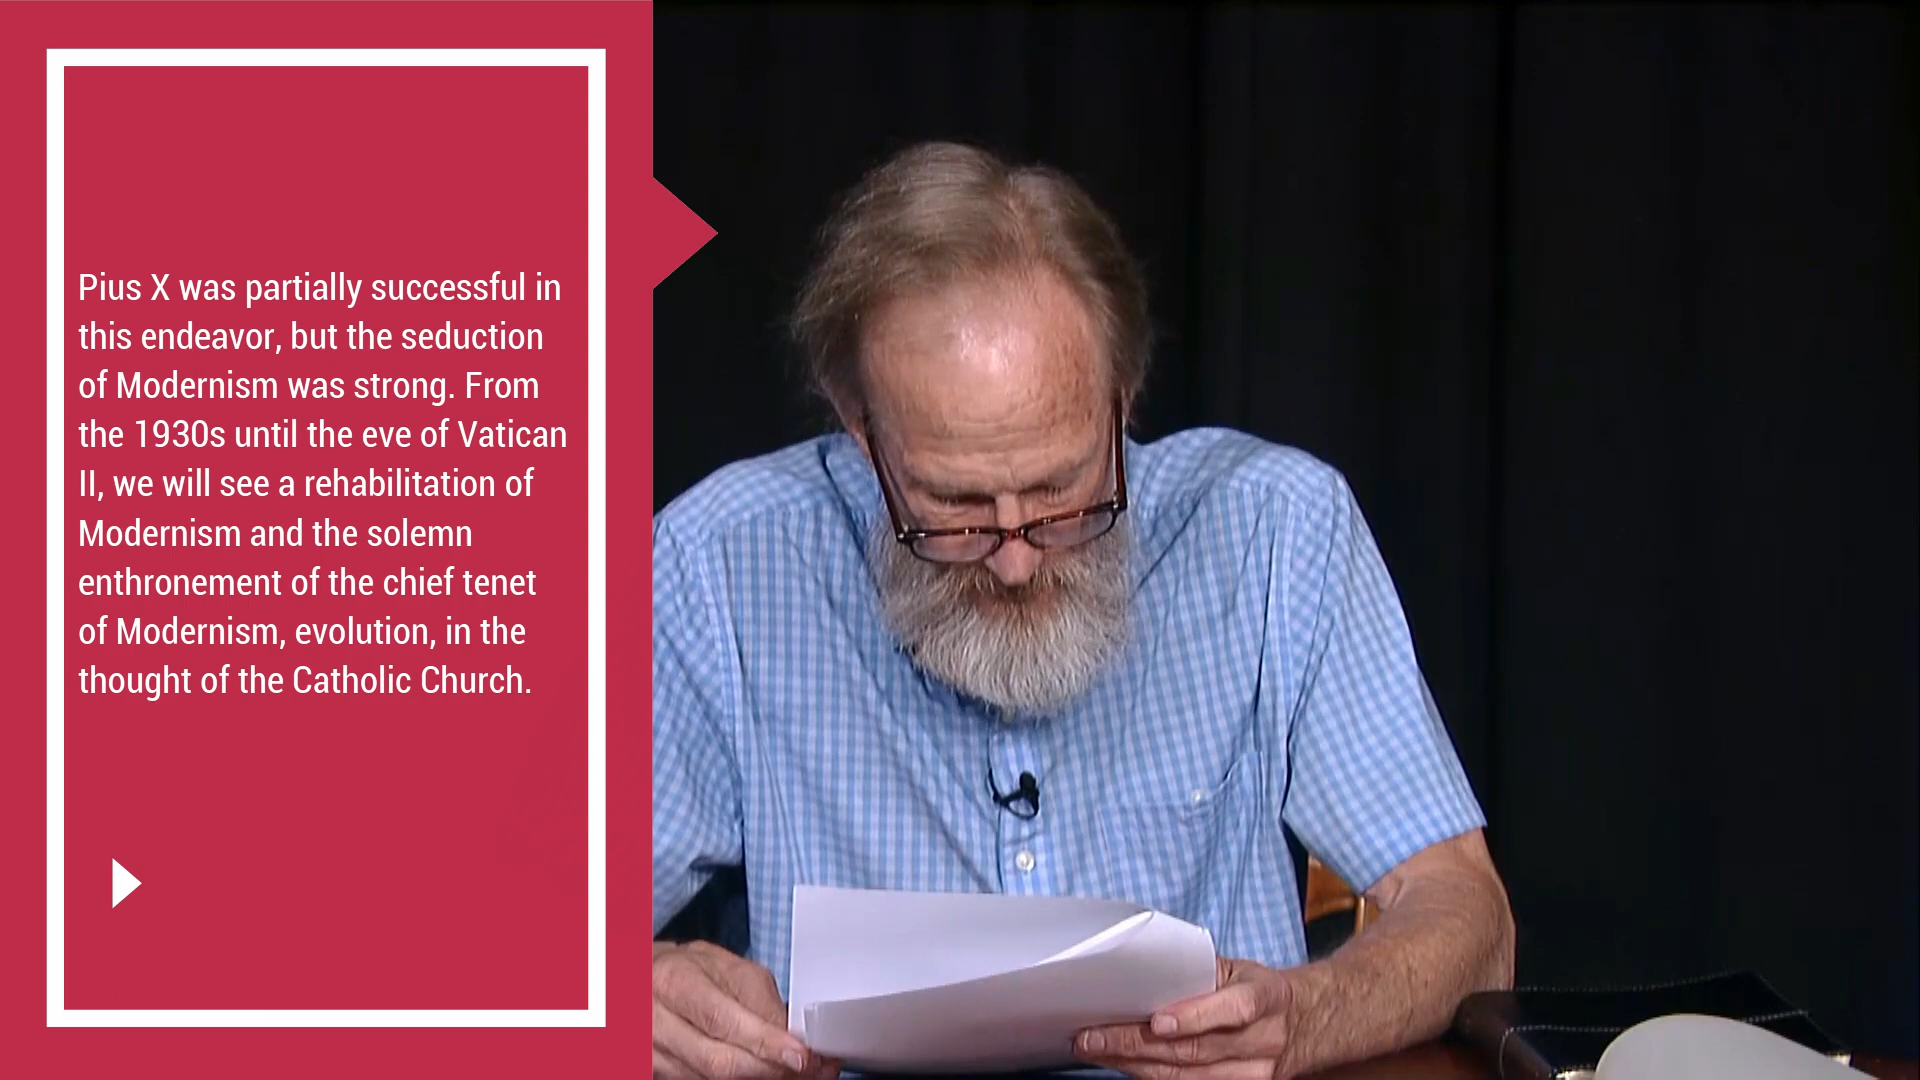 Pius X was partially successful in
this endeavor, but the seduction
of Modernism was strong. From
the 1930s until the eve of Vatican
II, we will see a rehabilitation of
Modernism and the solemn
enthronement of the chief tenet
of Modernism, evolution, in the
thought of the Catholic Church.